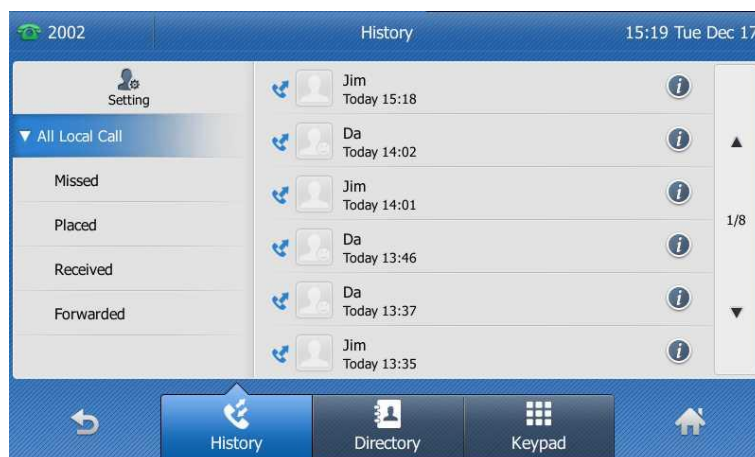 2002 History 15:19 Tue Dec 17
Setting
All Local Call
Missed
Placed
Received
Forwarded
Jim
Today 15:18
Da
Today 14:02
Jim
Today 14:01
Da
Today 13:46
Da
Today 13:37
Jim
Today 13:35
1/8
History Directory Keypad